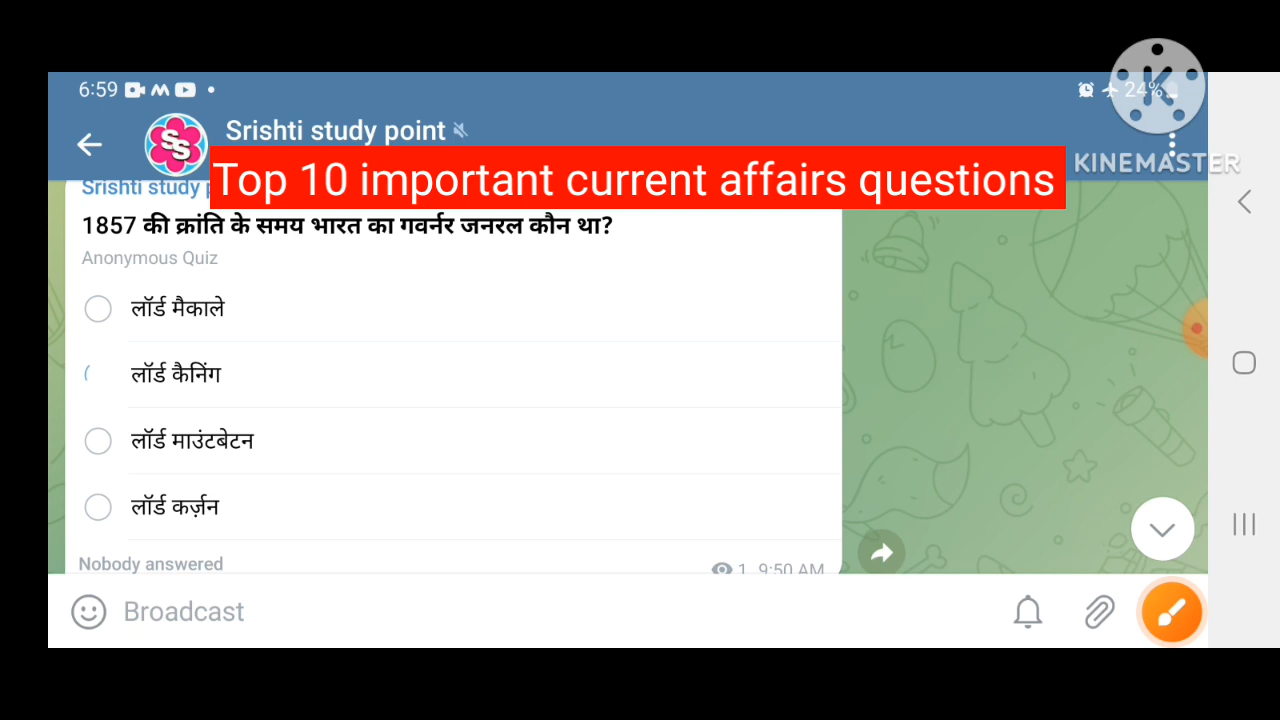 6:59
24%
KINEMASTER
Srishti study point
Top 10 important current affairs questions
Srishti study
1857 की क्रांति के समय भारत का गवर्नर जनरल कौन था?
Anonymous Quiz
लॉर्ड मैकाले
लॉर्ड कैनिंग
लॉर्ड माउंटबेटन
लॉर्ड कर्ज़न
Nobody answered
1 9:50 AM
Broadcast